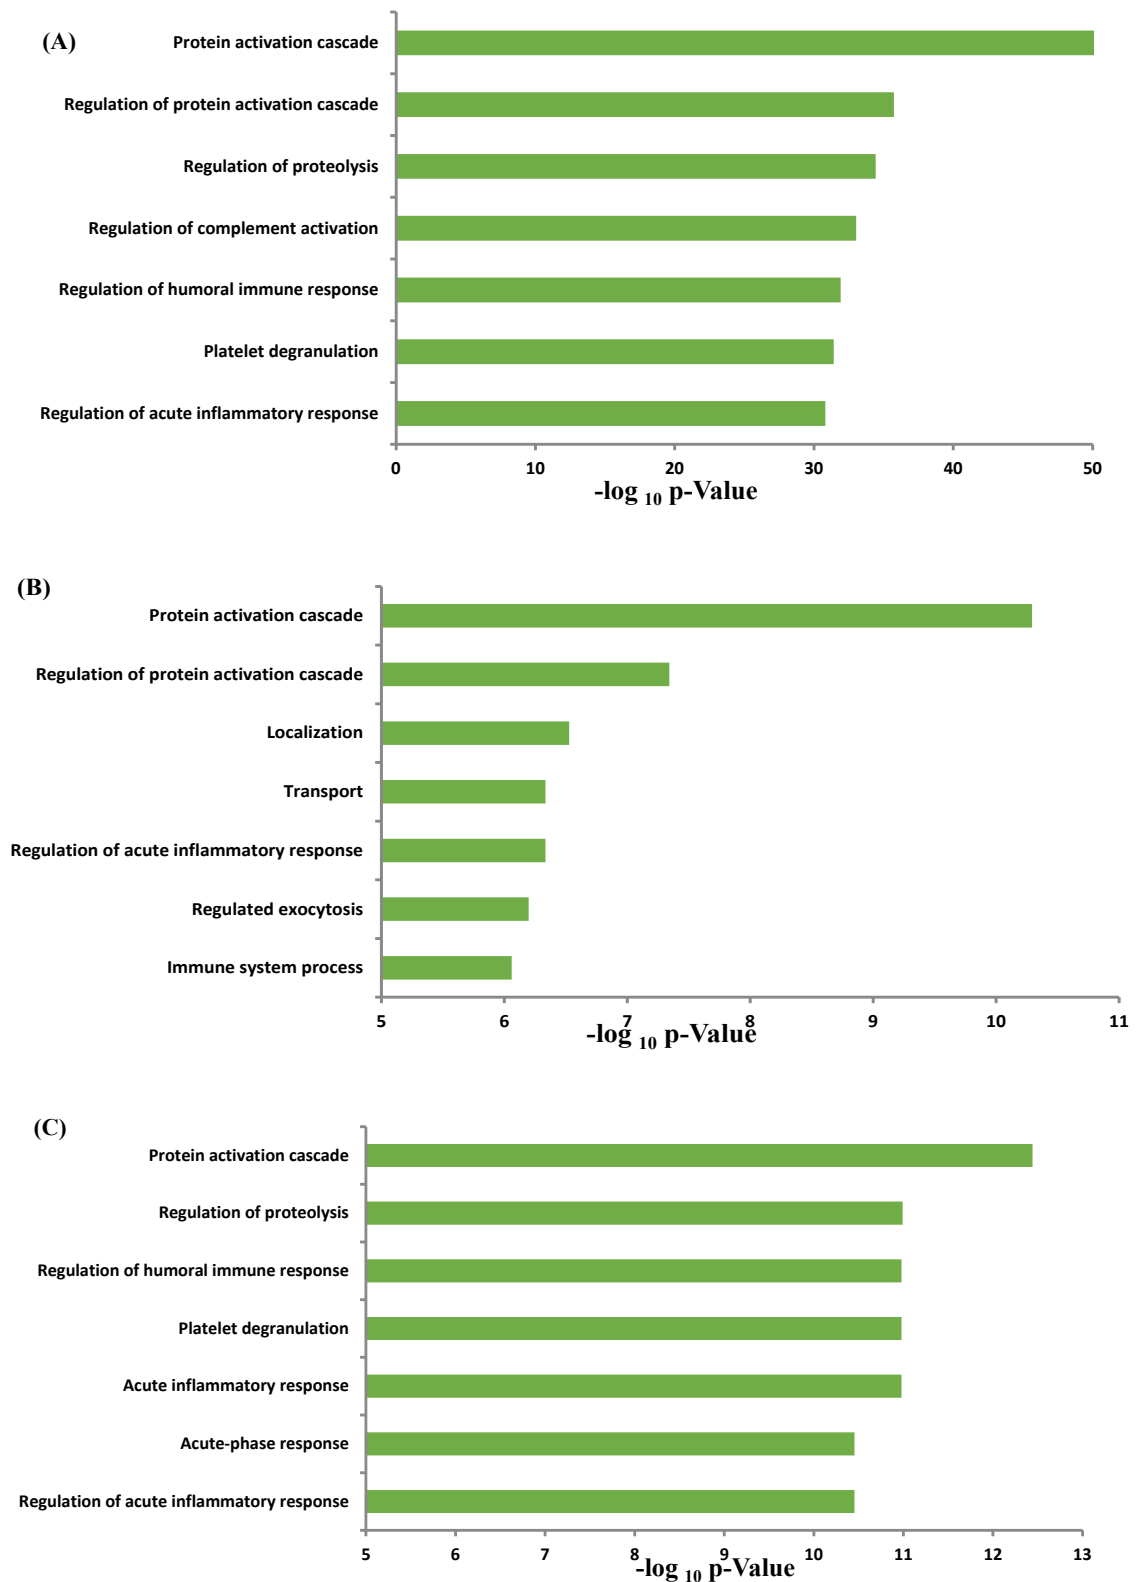 (A)
Protein activation cascade
Regulation of protein activation cascade
Regulation of proteolysis
Regulation of complement activation
Regulation of humoral immune response
Platelet degranulation
Regulation of acute inflammatory response
0 10 20 30 40 50
-log 10 p-Value
(B)
Protein activation cascade
Regulation of protein activation cascade
Localization
Transport
Regulation of acute inflammatory response
Regulated exocytosis
Immune system process
5 6 7 8 9 10 11
-log 10 p-Value
(C)
Protein activation cascade
Regulation of proteolysis
Regulation of humoral immune response
Platelet degranulation
Acute inflammatory response
Acute-phase response
Regulation of acute inflammatory response
5 6 7 8 9 10 11 12 13
-log 10 p-Value